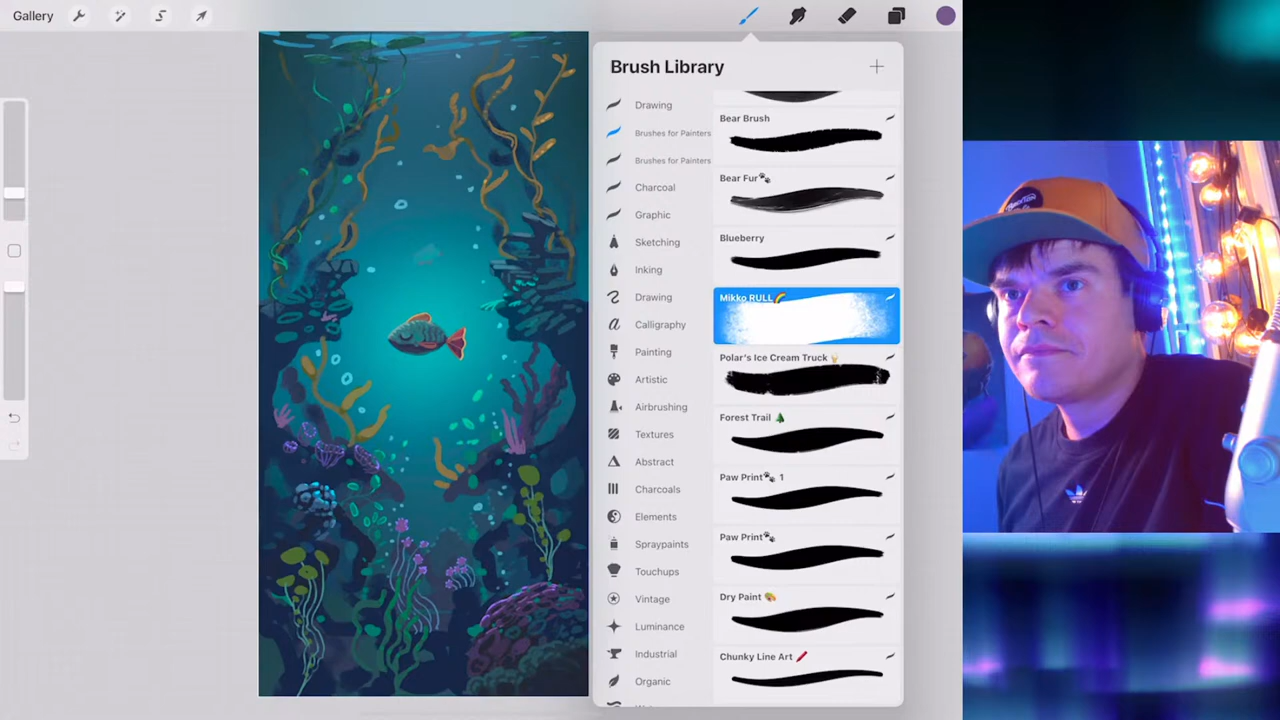 Gallery
Brush Library
Drawing
Brushes for Painters
Brushes for Painters
Charcoal
Graphic
Sketching
Inking
Drawing
Calligraphy
Painting
Artistic
Airbrushing
Textures
Abstract
Charcoals
Elements
Spraypaints
Touchups
Vintage
Luminance
Industrial
Organic
Bear Brush
Bear Fur🐾
Blueberry
Mikko RULL🌈
Polar's Ice Cream Truck🍦
Forest Trail 🌲
Paw Print🐾 1
Paw Print🐾
Dry Paint 🎨
Chunky Line Art 🖍️